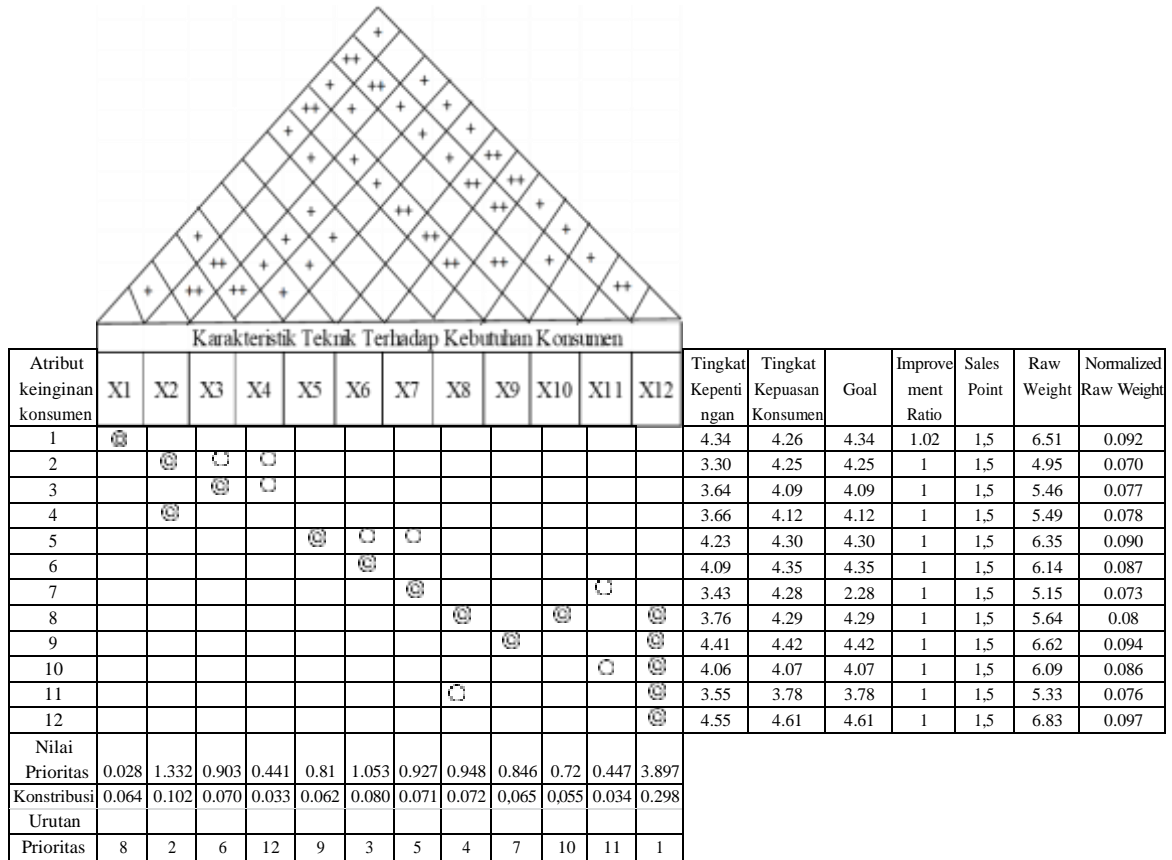 +
++
+ ++ +
++ + + +
+ + +
+ + + ++
+ ++ ++
+ ++ ++ +
+ + + ++
++ + + ++ ++ + +
+ ++ ++ + ++
Karakteristik Teknik Terhadap Kebutuhan Konsumen
Atribut keinginan konsumen X1 X2 X3 X4 X5 X6 X7 X8 X9 X10 X11 X12 Tingkat Kepenti ngan Tingkat Kepuasan Konsumen Goal Improve ment Ratio Sales Point Raw Weight Normalized Raw Weight
1 4.34 4.26 4.34 1.02 1,5 6.51 0.092
2 3.30 4.25 4.25 1 1,5 4.95 0.070
3 3.64 4.09 4.09 1 1,5 5.46 0.077
4 3.66 4.12 4.12 1 1,5 5.49 0.078
5 4.23 4.30 4.30 1 1,5 6.35 0.090
6 4.09 4.35 4.35 1 1,5 6.14 0.087
7 3.43 4.28 2.28 1 1,5 5.15 0.073
8 3.76 4.29 4.29 1 1,5 5.64 0.08
9 4.41 4.42 4.42 1 1,5 6.62 0.094
10 4.06 4.07 4.07 1 1,5 6.09 0.086
11 3.55 3.78 3.78 1 1,5 5.33 0.076
12 4.55 4.61 4.61 1 1,5 6.83 0.097
Nilai
Prioritas 0.028 1.332 0.903 0.441 0.81 1.053 0.927 0.948 0.846 0.72 0.447 3.897
Konstribusi 0.064 0.102 0.070 0.033 0.062 0.080 0.071 0.072 0,065 0,055 0.034 0.298
Urutan
Prioritas 8 2 6 12 9 3 5 4 7 10 11 1